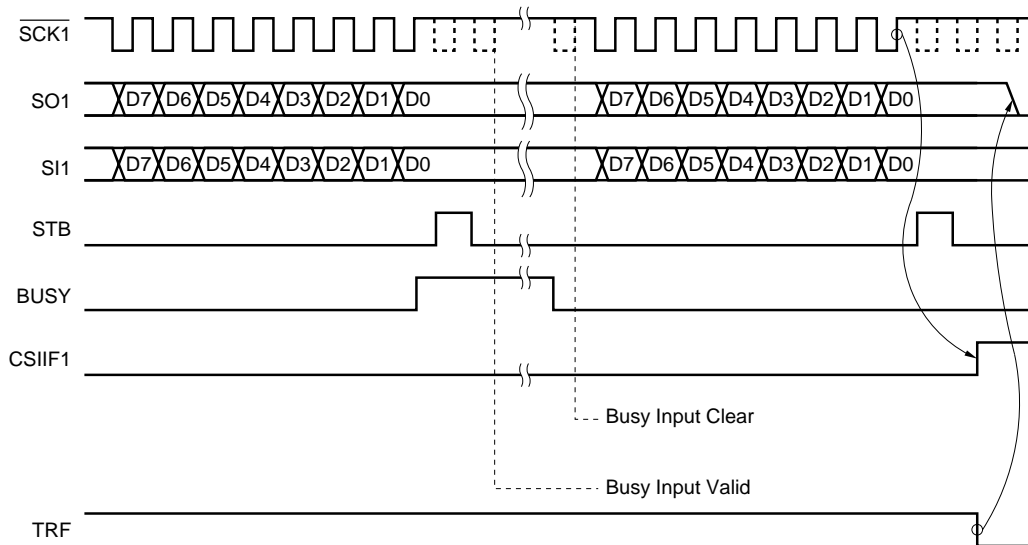 SCK1
SO1 D7 D6 D5 D4 D3 D2 D1 D0 D7 D6 D5 D4 D3 D2 D1 D0
SI1 D7 D6 D5 D4 D3 D2 D1 D0 D7 D6 D5 D4 D3 D2 D1 D0
STB
BUSY
CSIIF1
Busy Input Clear
Busy Input Valid
TRF